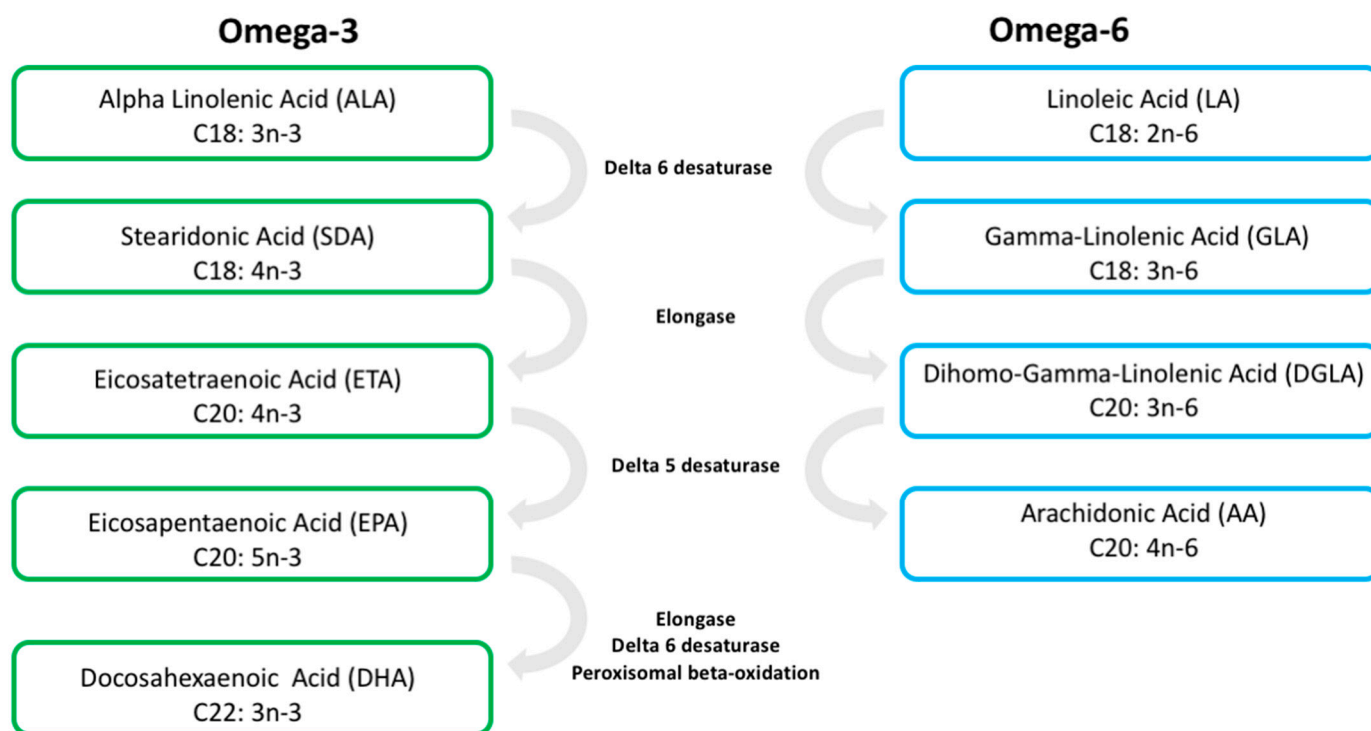 Omega-3
Omega-6
Alpha Linolenic Acid (ALA)
C18: 3n-3
Linoleic Acid (LA)
C18: 2n-6
Delta 6 desaturase
Stearidonic Acid (SDA)
C18: 4n-3
Gamma-Linolenic Acid (GLA)
C18: 3n-6
Elongase
Eicosatetraenoic Acid (ETA)
C20: 4n-3
Dihomo-Gamma-Linolenic Acid (DGLA)
C20: 3n-6
Delta 5 desaturase
Eicosapentaenoic Acid (EPA)
C20: 5n-3
Arachidonic Acid (AA)
C20: 4n-6
Elongase
Delta 6 desaturase
Peroxisomal beta-oxidation
Docosahexaenoic Acid (DHA)
C22: 3n-3